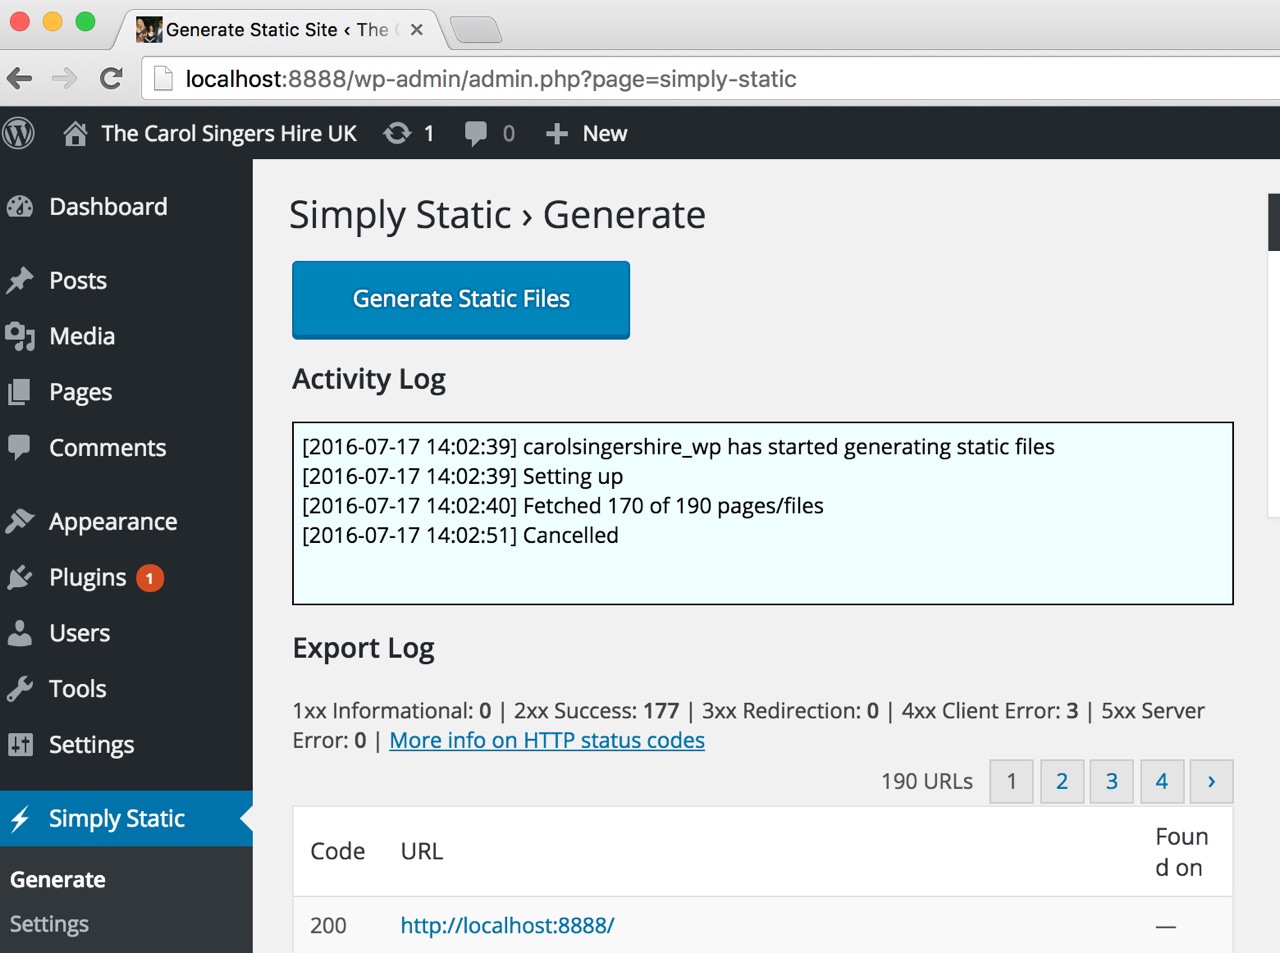 Generate Static Site ‹ The
localhost:8888/wp-admin/admin.php?page=simply-static
The Carol Singers Hire UK 1 0 + New
Dashboard
Posts
Media
Pages
Comments
Appearance
Plugins 1
Users
Tools
Settings
Simply Static
Generate
Settings
Simply Static › Generate
Generate Static Files
Activity Log
[2016-07-17 14:02:39] carolsingershire_wp has started generating static files
[2016-07-17 14:02:39] Setting up
[2016-07-17 14:02:40] Fetched 170 of 190 pages/files
[2016-07-17 14:02:51] Cancelled
Export Log
1xx Informational: 0 | 2xx Success: 177 | 3xx Redirection: 0 | 4xx Client Error: 3 | 5xx Server
Error: 0 | More info on HTTP status codes
190 URLs 1 2 3 4 ›
Code URL Foun
d on
200 http://localhost:8888/ —